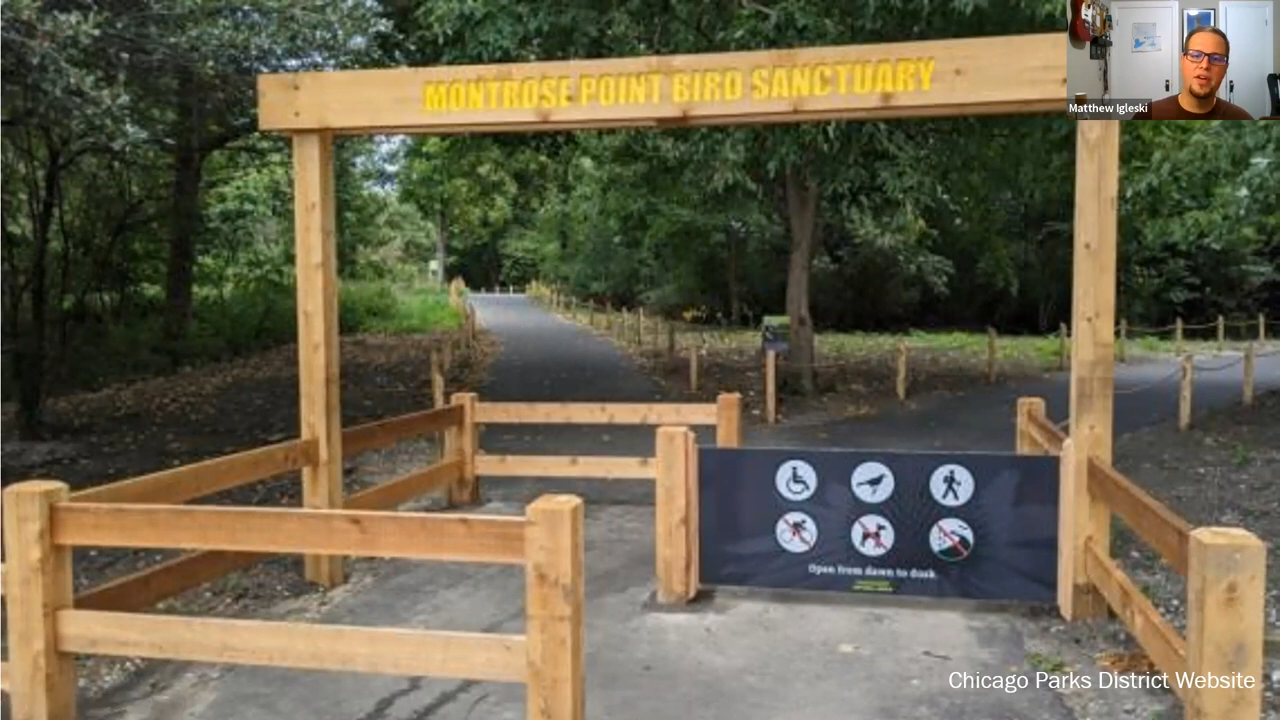 MONTROSE POINT BIRD SANCTUARY
Matthew Igleski
Open from dawn to dusk
Chicago Parks District Website